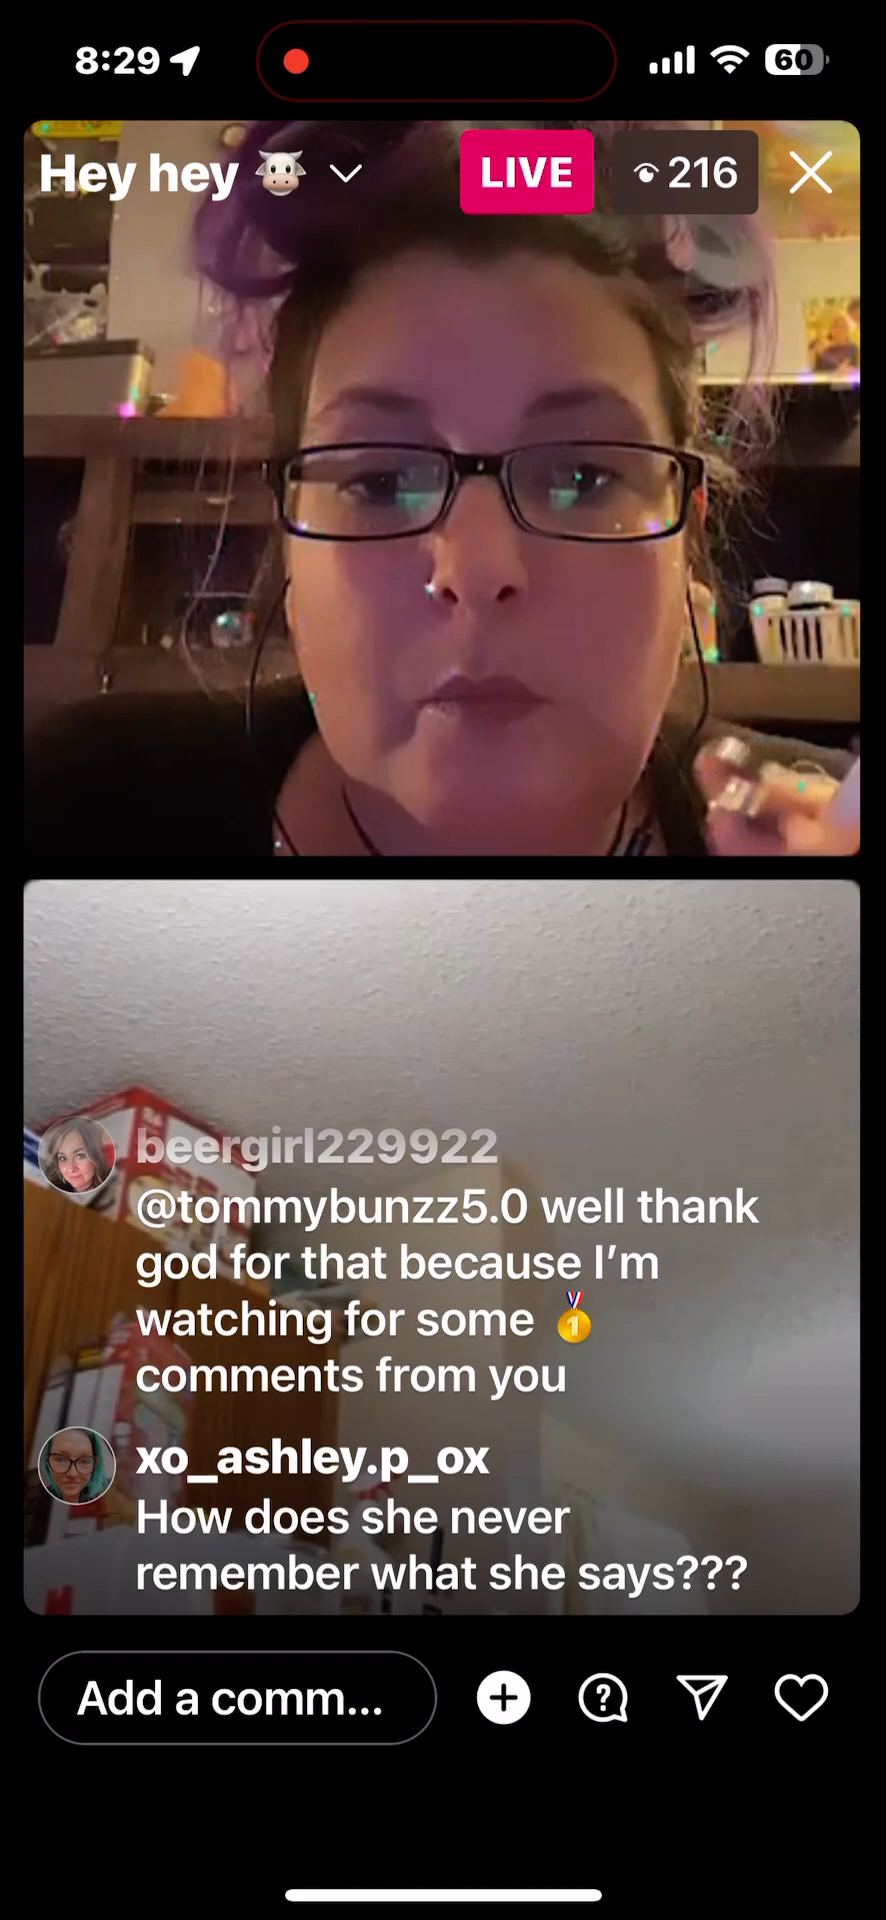 8:29
60
Hey hey 🐮
LIVE
216
beergirl229922
@tommybunzz5.0 well thank
god for that because I'm
watching for some 🥇
comments from you
xo_ashley.p_ox
How does she never
remember what she says???
Add a comm...